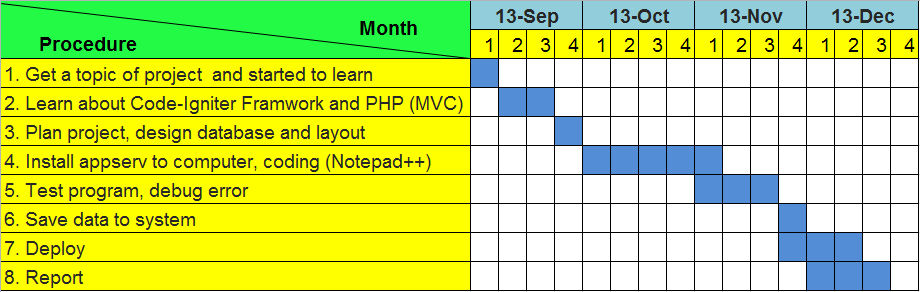 Month
Procedure
13-Sep 13-Oct 13-Nov 13-Dec
1 2 3 4 1 2 3 4 1 2 3 4 1 2 3 4
1. Get a topic of project and started to learn
2. Learn about Code-Igniter Framwork and PHP (MVC)
3. Plan project, design database and layout
4. Install appserv to computer, coding (Notepad++)
5. Test program, debug error
6. Save data to system
7. Deploy
8. Report